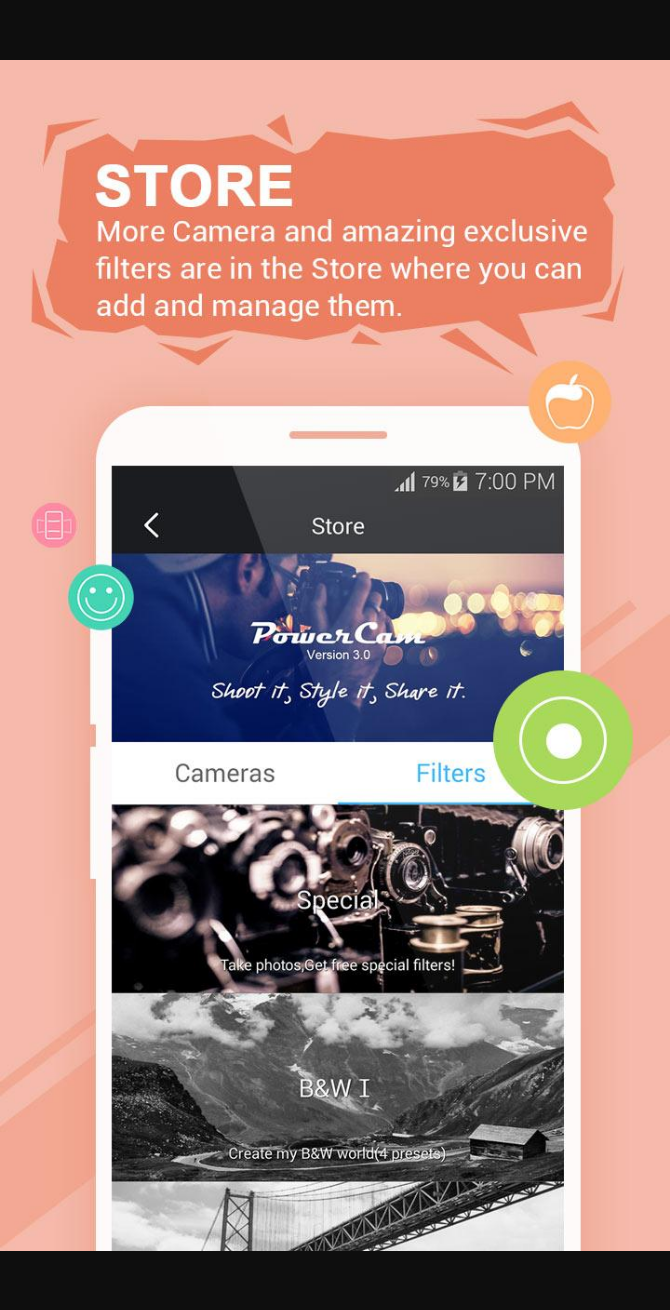 STORE
More Camera and amazing exclusive
filters are in the Store where you can
add and manage them.
79% 7:00 PM
Store
PowerCam
Version 3.0
Shoot it, Style it, Share it.
Cameras Filters
Special
Take photos,Get free special filters!
B&W I
Create my B&W world(4 presets)